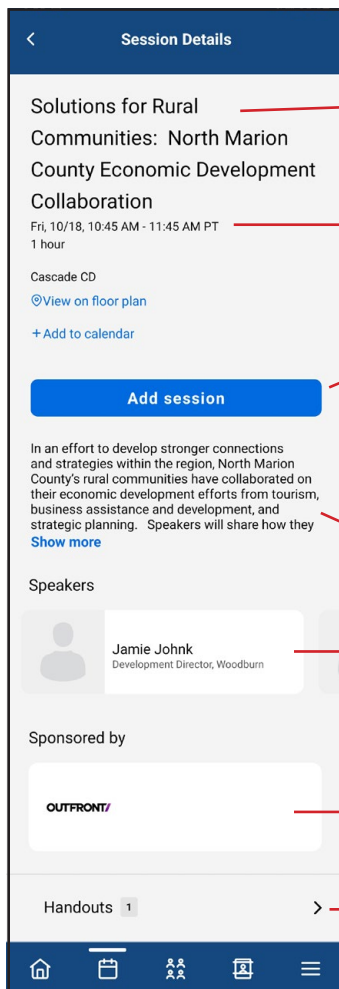 Session Details
Solutions for Rural
Communities:  North Marion
County Economic Development
Collaboration
Fri, 10/18, 10:45 AM - 11:45 AM PT
1 hour
Cascade CD
View on floor plan
+ Add to calendar
Add session
In an effort to develop stronger connections
and strategies within the region, North Marion
County's rural communities have collaborated on
their economic development efforts from tourism,
business assistance and development, and
strategic planning.   Speakers will share how they
Show more
Speakers
Jamie Johnk
Development Director, Woodburn
Sponsored by
OUTFRONT/
Handouts 1